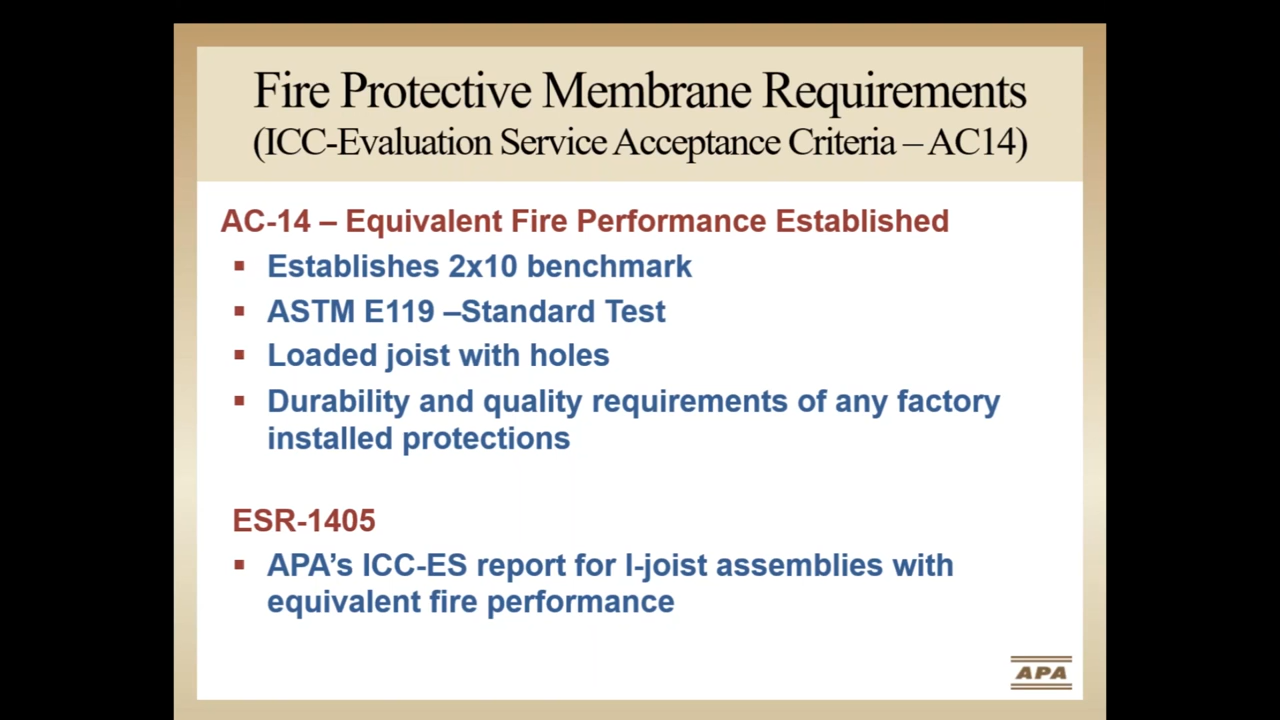 Fire Protective Membrane Requirements
(ICC-Evaluation Service Acceptance Criteria – AC14)
AC-14 – Equivalent Fire Performance Established
▪ Establishes 2x10 benchmark
▪ ASTM E119 –Standard Test
▪ Loaded joist with holes
▪ Durability and quality requirements of any factory
installed protections
ESR-1405
▪ APA’s ICC-ES report for I-joist assemblies with
equivalent fire performance
APA